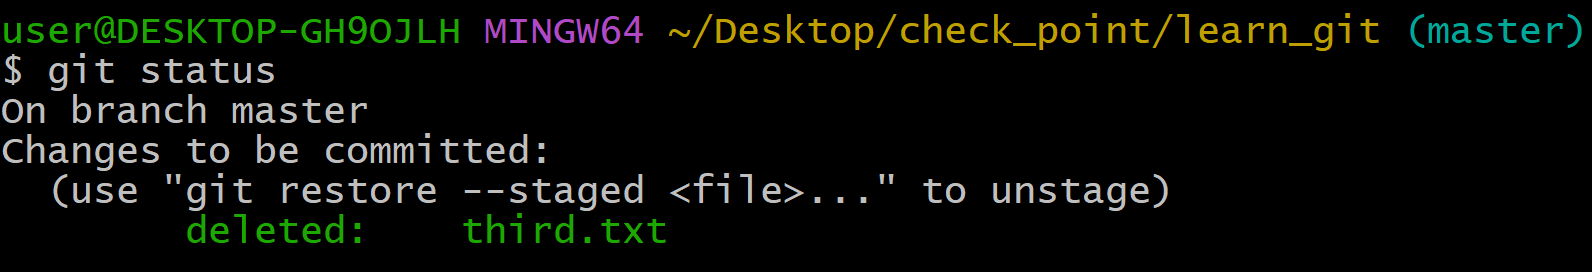 user@DESKTOP-GH9OJLH MINGW64 ~/Desktop/check_point/learn_git (master)
$ git status
On branch master
Changes to be committed:
  (use "git restore --staged <file>..." to unstage)
        deleted:    third.txt